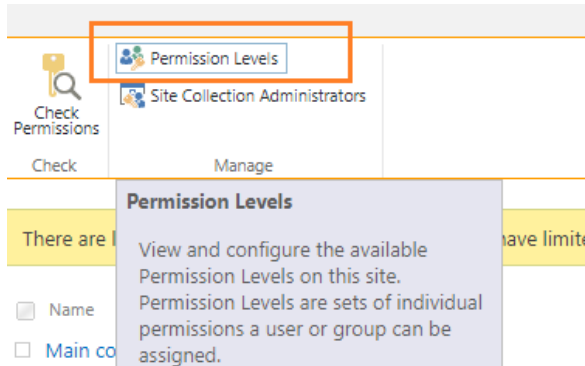 Permission Levels
Site Collection Administrators
Check
Permissions
Check
Manage
Permission Levels
There are
have limite
View and configure the available
Permission Levels on this site.
Permission Levels are sets of individual
permissions a user or group can be
assigned.
Name
Main co